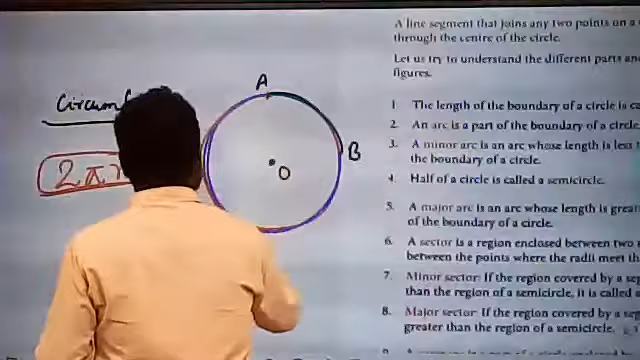 Circumf
2πr
A
B
O
A line segment that joins any two points on a
through the centre of the circle.
Let us try to understand the different parts and
figures.
1 The length of the boundary of a circle is ca
2. An arc is a part of the boundary of a circle.
3. A minor arc is an arc whose length is less t
the boundary of a circle.
4. Half of a circle is called a semicircle.
5. A major arc is an arc whose length is great
of the boundary of a circle.
6. A sector is a region enclosed between two
between the points where the radii meet th
7. Minor sector: If the region covered by a se
than the region of a semicircle, it is called a
8. Major sector: If the region covered by a seg
greater than the region of a semicircle,